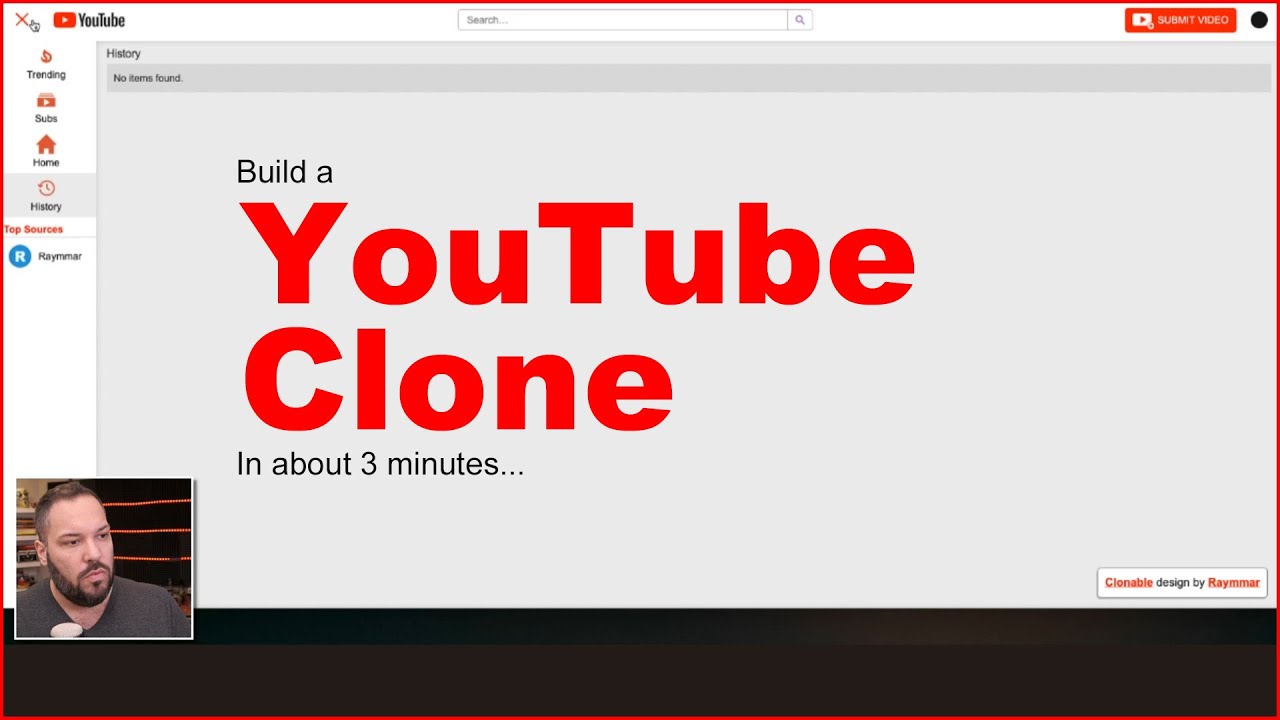 YouTube
Search...
SUBMIT VIDEO
Trending
Subs
Home
History
Top Sources
R
Raymmar
History
No items found.
Build a
YouTube
Clone
In about 3 minutes...
Clonable design by Raymmar